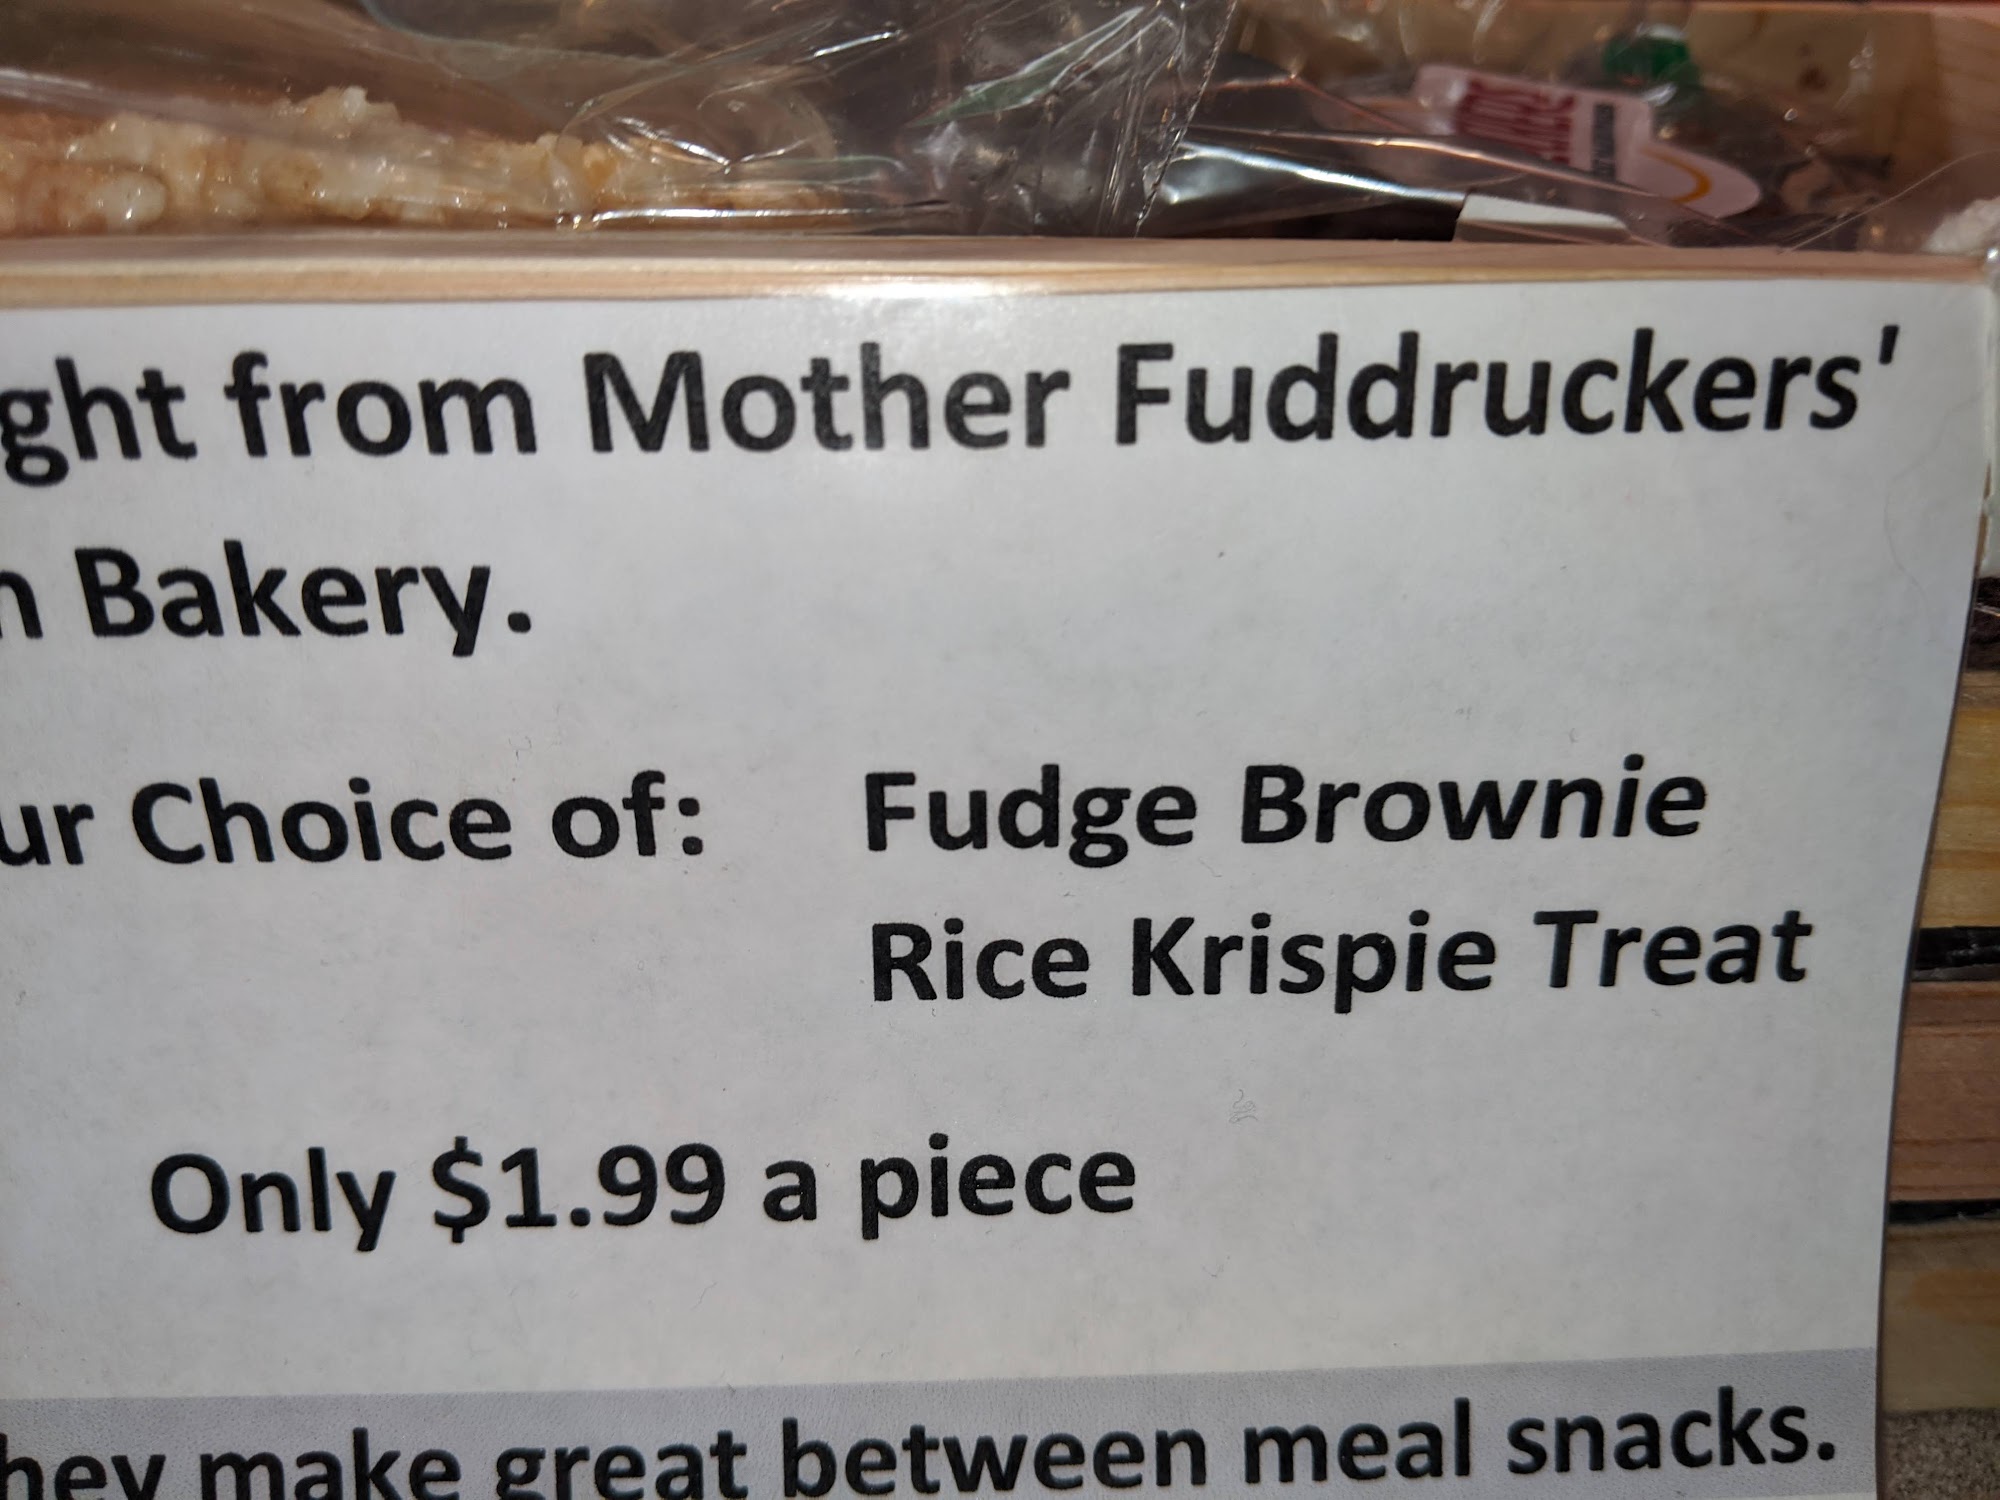 ght from Mother Fuddruckers'
n Bakery.
ur Choice of: Fudge Brownie
Rice Krispie Treat
Only $1.99 a piece
hey make great between meal snacks.